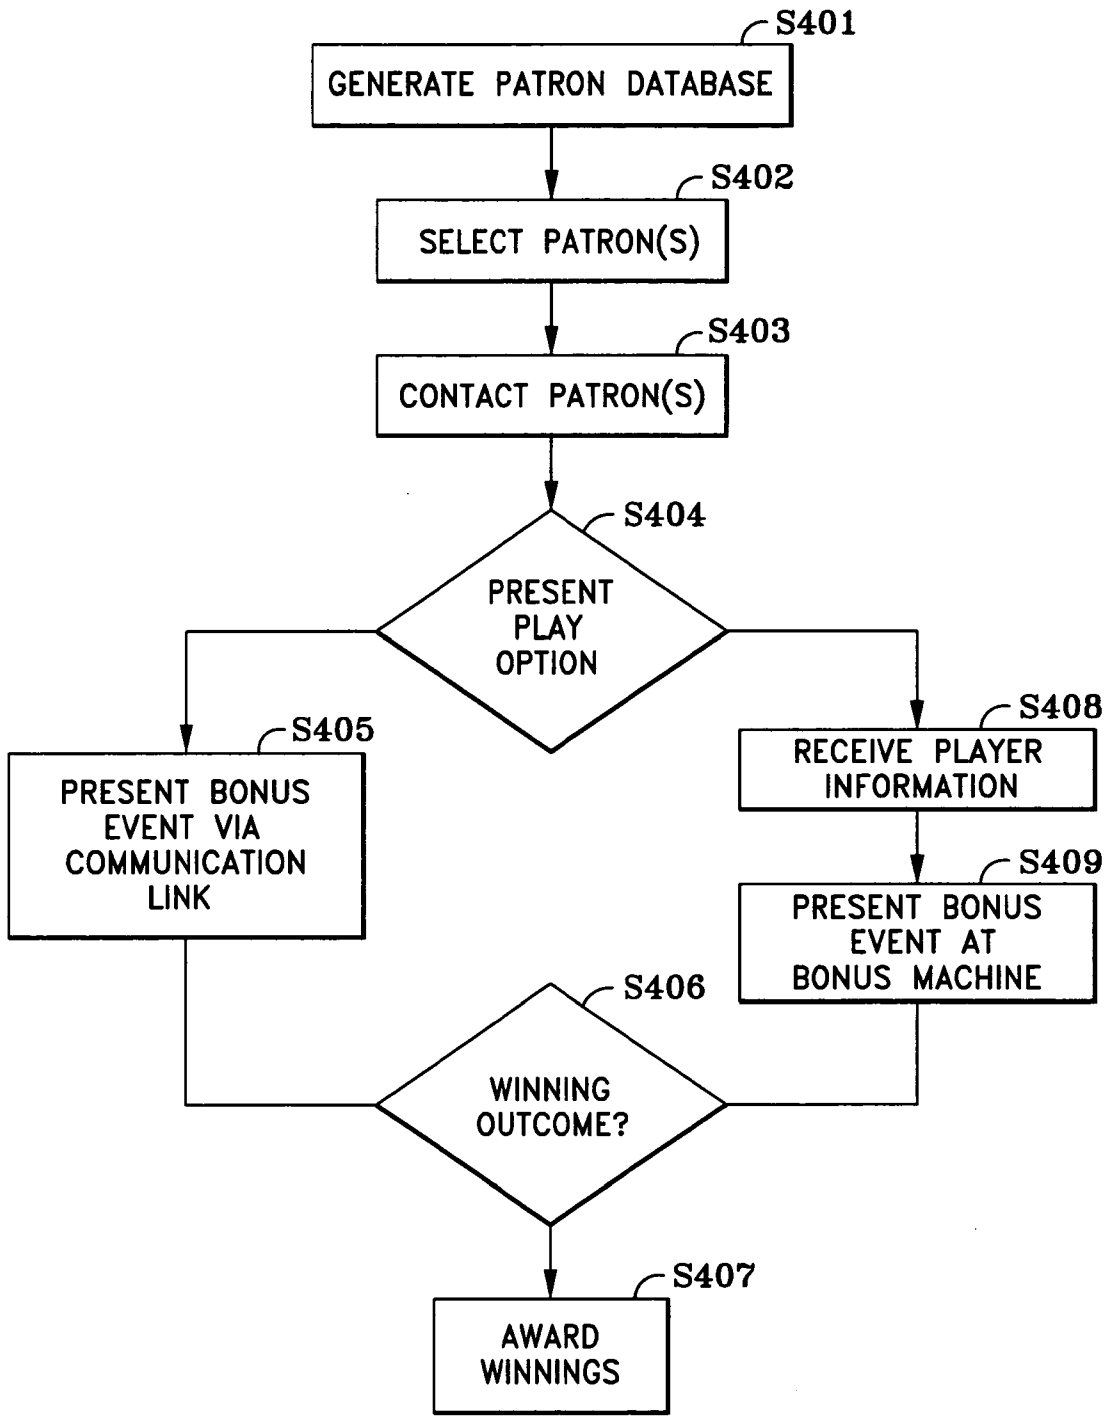 S401
GENERATE PATRON DATABASE
S402
SELECT PATRON(S)
S403
CONTACT PATRON(S)
S404
PRESENT
PLAY
OPTION
S405
PRESENT BONUS
EVENT VIA
COMMUNICATION
LINK
S408
RECEIVE PLAYER
INFORMATION
S409
PRESENT BONUS
EVENT AT
BONUS MACHINE
S406
WINNING
OUTCOME?
S407
AWARD
WINNINGS